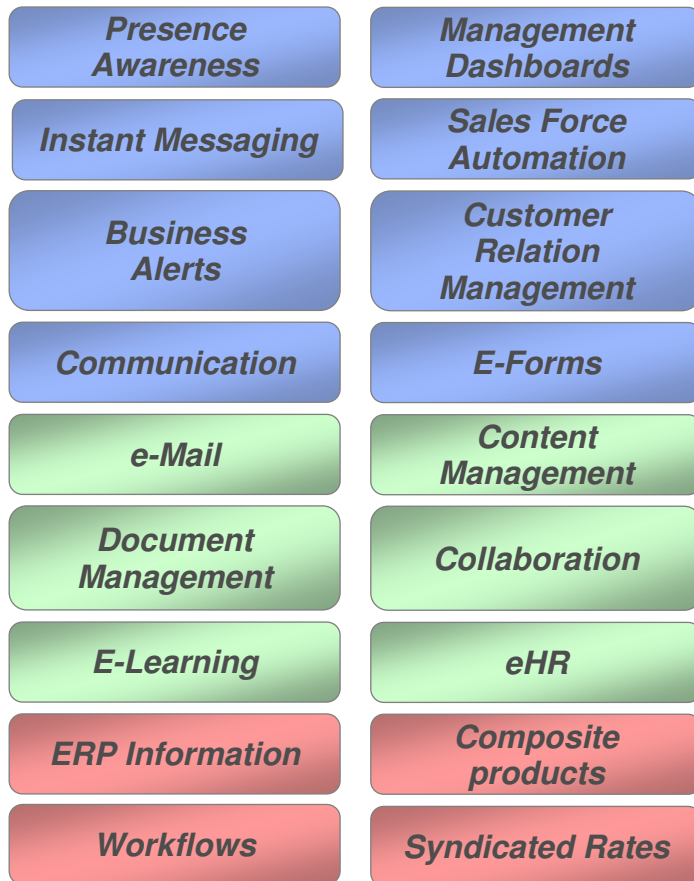 Presence
Awareness
Management
Dashboards
Instant Messaging
Sales Force
Automation
Business
Alerts
Customer
Relation
Management
Communication
E-Forms
e-Mail
Content
Management
Document
Management
Collaboration
E-Learning
eHR
ERP Information
Composite
products
Workflows
Syndicated Rates